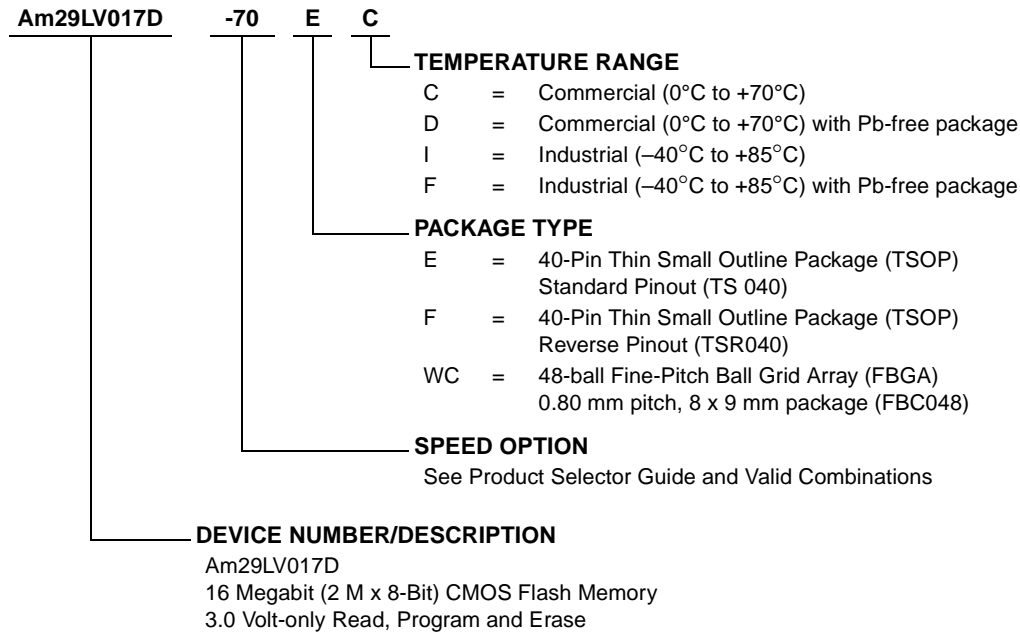 Am29LV017D -70 E C
TEMPERATURE RANGE
C = Commercial (0°C to +70°C)
D = Commercial (0°C to +70°C) with Pb-free package
I = Industrial (–40°C to +85°C)
F = Industrial (–40°C to +85°C) with Pb-free package
PACKAGE TYPE
E = 40-Pin Thin Small Outline Package (TSOP)
Standard Pinout (TS 040)
F = 40-Pin Thin Small Outline Package (TSOP)
Reverse Pinout (TSR040)
WC = 48-ball Fine-Pitch Ball Grid Array (FBGA)
0.80 mm pitch, 8 x 9 mm package (FBC048)
SPEED OPTION
See Product Selector Guide and Valid Combinations
DEVICE NUMBER/DESCRIPTION
Am29LV017D
16 Megabit (2 M x 8-Bit) CMOS Flash Memory
3.0 Volt-only Read, Program and Erase